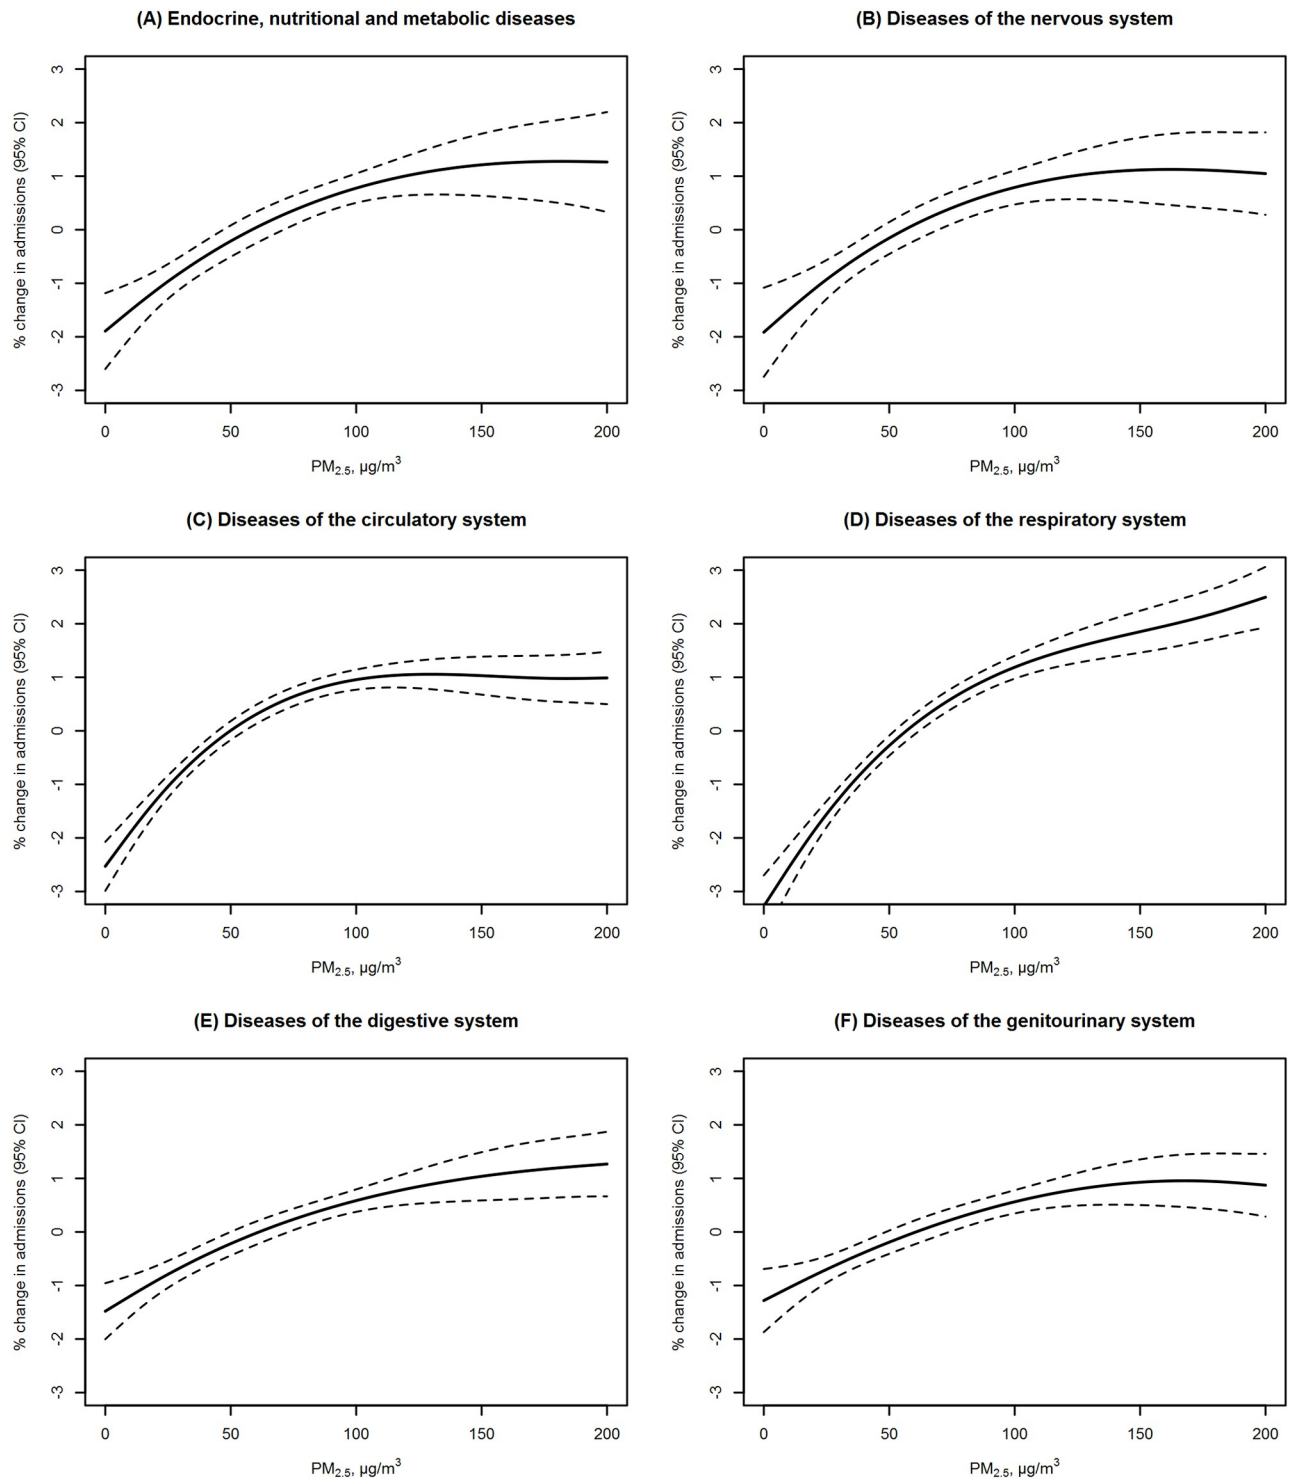 (A) Endocrine, nutritional and metabolic diseases
% change in admissions (95% CI)
3
2
1
0
-1
-2
-3
0 50 100 150 200
PM2.5, µg/m3
(B) Diseases of the nervous system
% change in admissions (95% CI)
3
2
1
0
-1
-2
-3
0 50 100 150 200
PM2.5, µg/m3
(C) Diseases of the circulatory system
% change in admissions (95% CI)
3
2
1
0
-1
-2
-3
0 50 100 150 200
PM2.5, µg/m3
(D) Diseases of the respiratory system
% change in admissions (95% CI)
3
2
1
0
-1
-2
-3
0 50 100 150 200
PM2.5, µg/m3
(E) Diseases of the digestive system
% change in admissions (95% CI)
3
2
1
0
-1
-2
-3
0 50 100 150 200
PM2.5, µg/m3
(F) Diseases of the genitourinary system
% change in admissions (95% CI)
3
2
1
0
-1
-2
-3
0 50 100 150 200
PM2.5, µg/m3